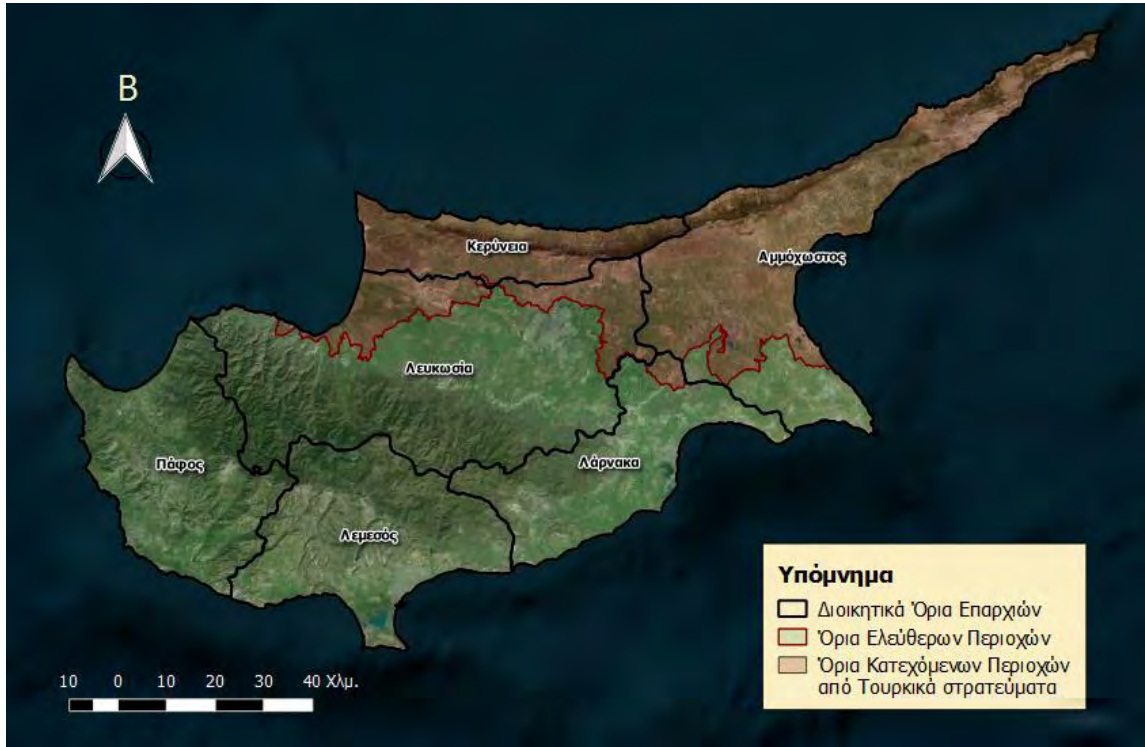 Β
Κερύνεια
Αμμόχωστος
Λευκωσία
Πάφος
Λάρνακα
Λεμεσός
Υπόμνημα
Διοικητικά Όρια Επαρχιών
Όρια Ελεύθερων Περιοχών
Όρια Κατεχόμενων Περιοχών
από Τουρκικά στρατεύματα
10 0 10 20 30 40 Χλμ.